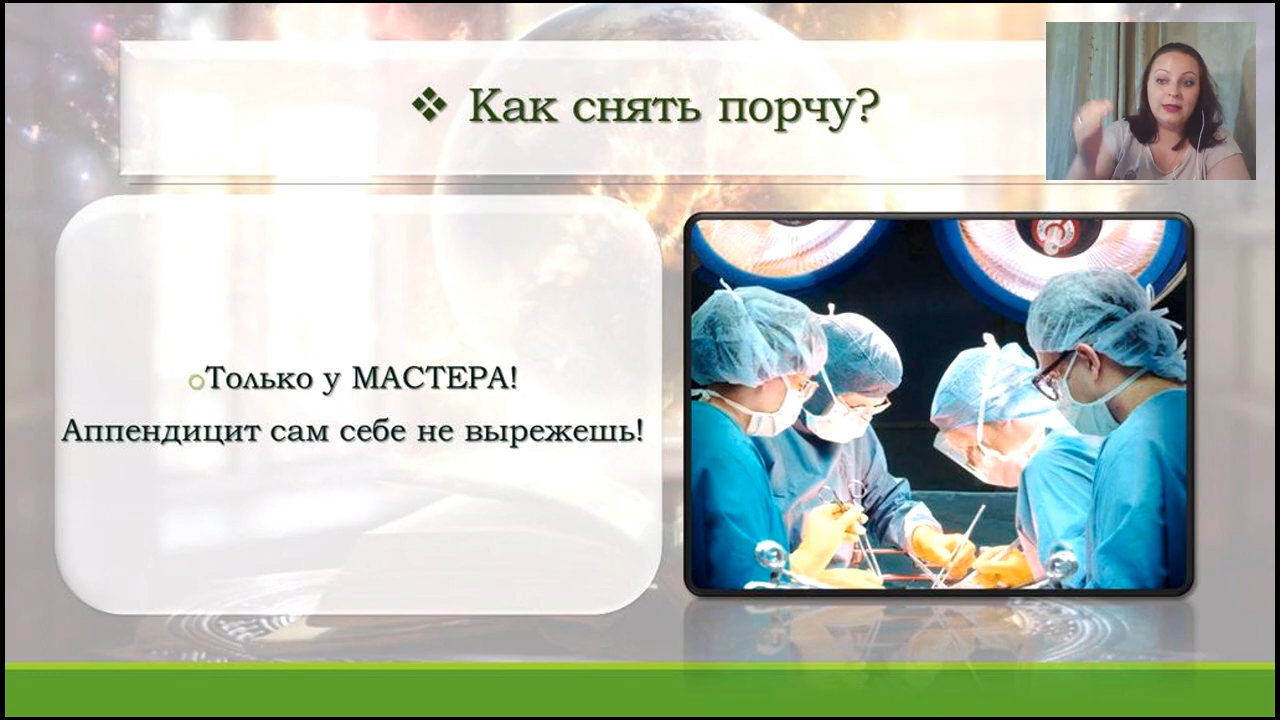 ❖ Как снять порчу?
Только у МАСТЕРА!
Аппендицит сам себе не вырежешь!